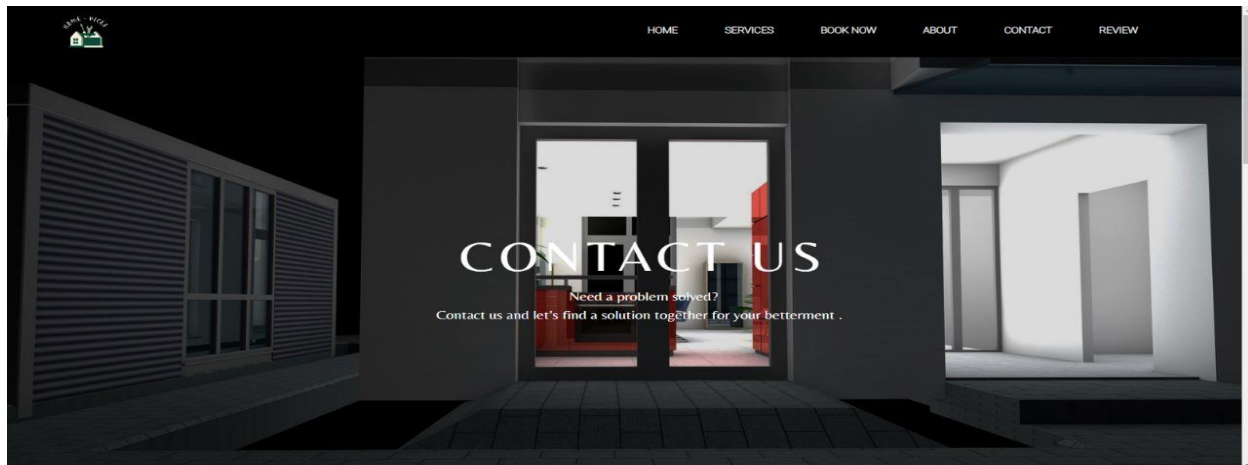 HOME SERVICES BOOK NOW ABOUT CONTACT REVIEW
CONTACT US
Need a problem solved?
Contact us and let's find a solution together for your betterment .